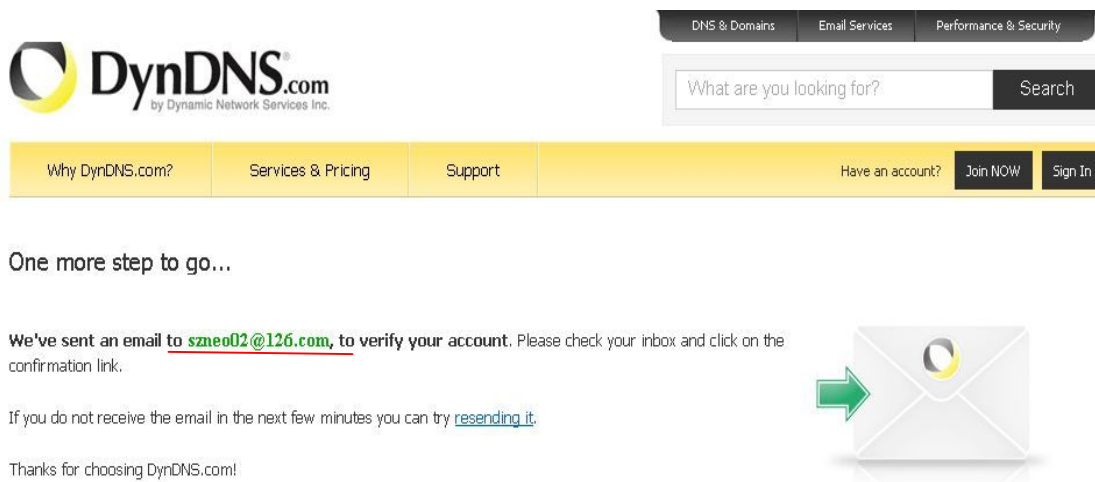 DNS & Domains Email Services Performance & Security
DynDNS.com
by Dynamic Network Services Inc.
What are you looking for? Search
Why DynDNS.com? Services & Pricing Support Have an account? Join NOW Sign In
One more step to go...
We've sent an email to szneo02@126.com, to verify your account. Please check your inbox and click on the
confirmation link.
If you do not receive the email in the next few minutes you can try resending it.
Thanks for choosing DynDNS.com!